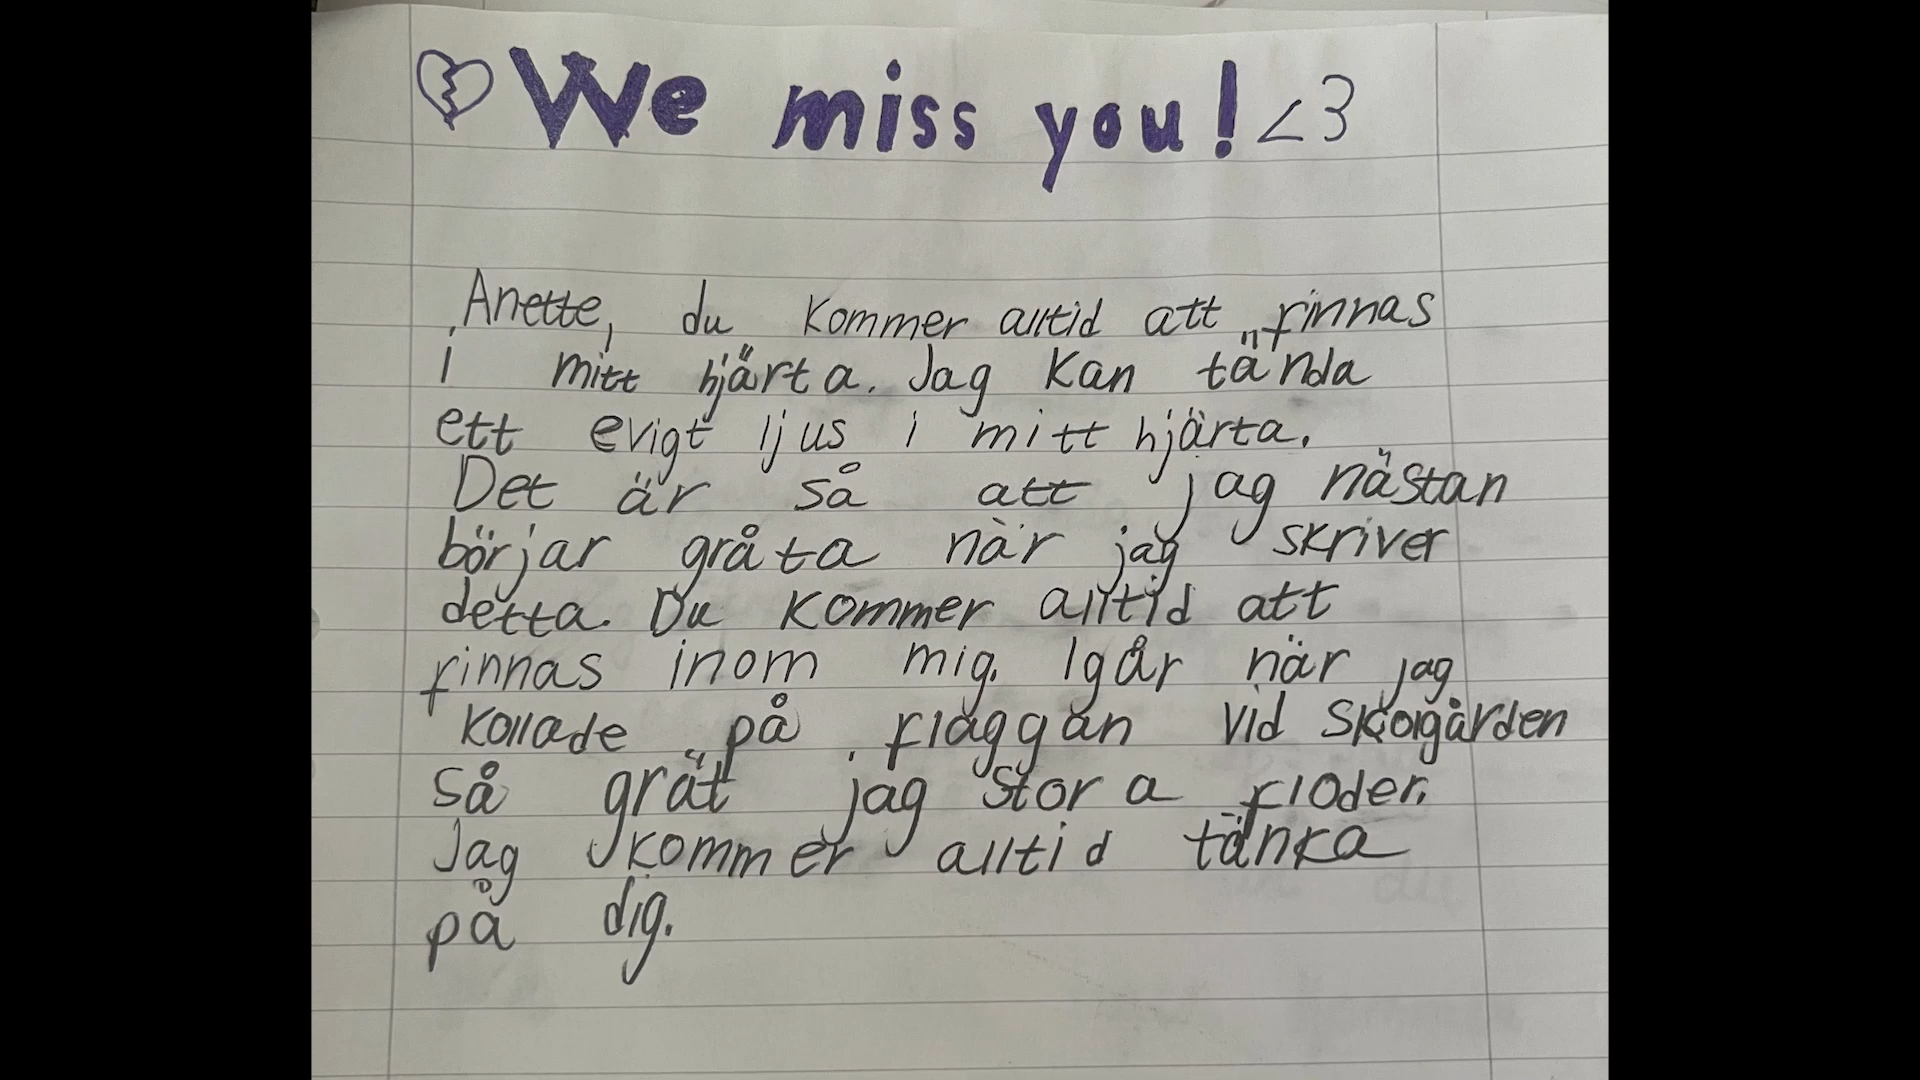 We miss you! <3
Anette, du kommer alltid att finnas
i mitt hjärta. Jag kan tända
ett evigt ljus i mitt hjärta.
Det är så att jag nästan
börjar gråta när jag skriver
detta. Du kommer alltid att
finnas inom mig. Igår när jag
kollade på flaggan vid skolgården
så grät jag stora floder.
Jag kommer alltid tänka
på dig.